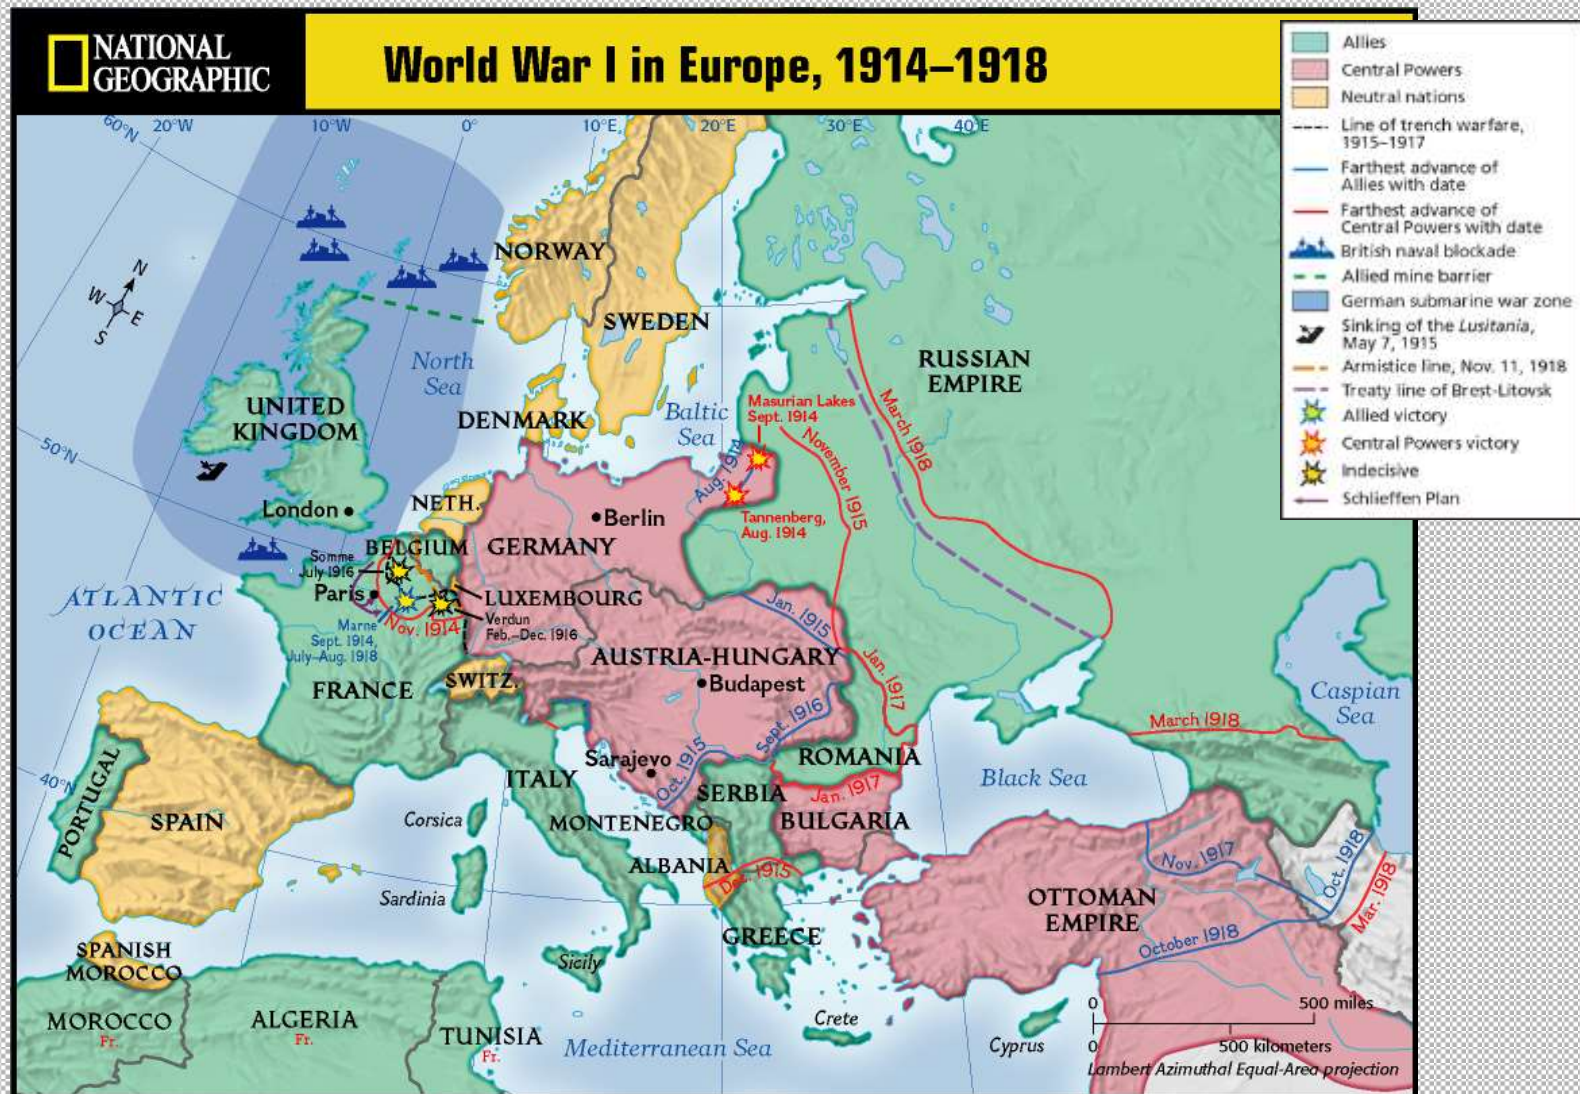 NATIONAL
GEOGRAPHIC
World War I in Europe, 1914–1918
Allies
Central Powers
Neutral nations
Line of trench warfare,
1915–1917
Farthest advance of
Allies with date
Farthest advance of
Central Powers with date
British naval blockade
Allied mine barrier
German submarine war zone
Sinking of the Lusitania,
May 7, 1915
Armistice line, Nov. 11, 1918
Treaty line of Brest-Litovsk
Allied victory
Central Powers victory
Indecisive
Schlieffen Plan
60°N
20°W
10°W
0°
10°E
20°E
30°E
40°E
N
W
E
S
NORWAY
SWEDEN
North
Sea
RUSSIAN
EMPIRE
UNITED
KINGDOM
DENMARK
Baltic
Sea
Masurian Lakes
Sept. 1914
March 1918
November 1915
Aug. 1914
50°N
London
NETH.
Berlin
Tannenberg,
Aug. 1914
BELGIUM
GERMANY
Somme
July 1916
Paris
LUXEMBOURG
ATLANTIC
OCEAN
Marne
Sept. 1914,
July–Aug. 1918
Nov. 1914
Verdun
Feb.–Dec. 1916
Jan. 1915
AUSTRIA-HUNGARY
Jan. 1917
FRANCE
SWITZ.
Budapest
Sept. 1916
Caspian
Sea
March 1918
Sarajevo
Oct. 1915
ROMANIA
40°N
PORTUGAL
ITALY
SERBIA
Jan. 1917
Black Sea
SPAIN
Corsica
MONTENEGRO
BULGARIA
ALBANIA
Dec. 1915
Nov. 1917
Oct. 1918
Mar. 1918
Sardinia
OTTOMAN
EMPIRE
GREECE
October 1918
SPANISH
MOROCCO
Sicily
MOROCCO
Fr.
ALGERIA
Fr.
TUNISIA
Fr.
Mediterranean Sea
Crete
Cyprus
0
500 miles
0
500 kilometers
Lambert Azimuthal Equal-Area projection